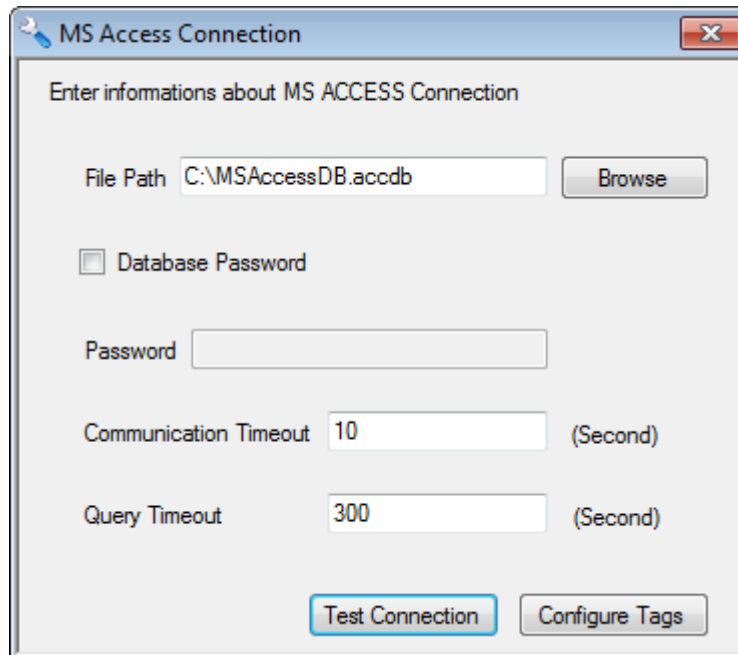 MS Access Connection
Enter informations about MS ACCESS Connection
File Path C:\MSAccessDB.accdb Browse
Database Password
Password
Communication Timeout 10 (Second)
Query Timeout 300 (Second)
Test Connection Configure Tags